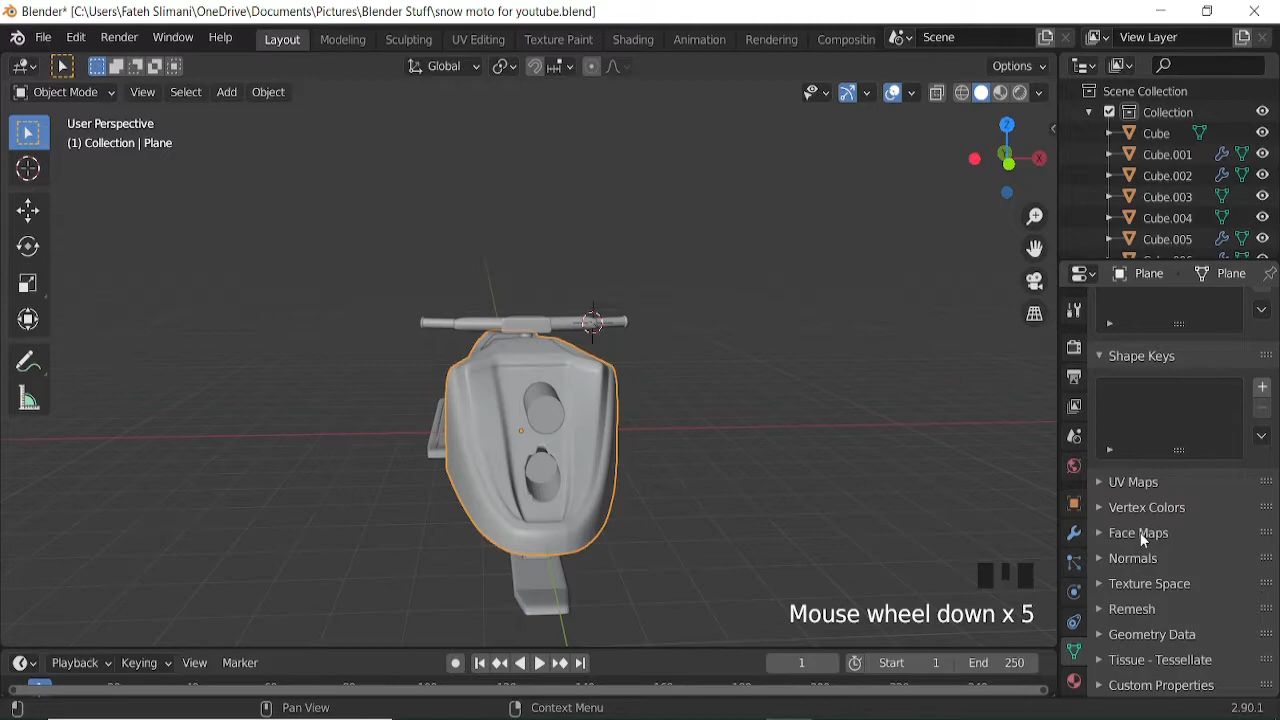 Blender* [C:\Users\Fateh Slimani\OneDrive\Documents\Pictures\Blender Stuff\snow moto for youtube.blend]
File Edit Render Window Help Layout Modeling Sculpting UV Editing Texture Paint Shading Animation Rendering Compositin Scene View Layer
Global Options
Object Mode View Select Add Object
User Perspective
(1) Collection | Plane
Z
X
Y
Scene Collection
Collection
Cube
Cube.001
Cube.002
Cube.003
Cube.004
Cube.005
Plane Plane
Shape Keys
UV Maps
Vertex Colors
Face Maps
Normals
Texture Space
Remesh
Geometry Data
Tissue - Tessellate
Custom Properties
Mouse wheel down x 5
Playback Keying View Marker 1 Start 1 End 250
Pan View Context Menu 2.90.1